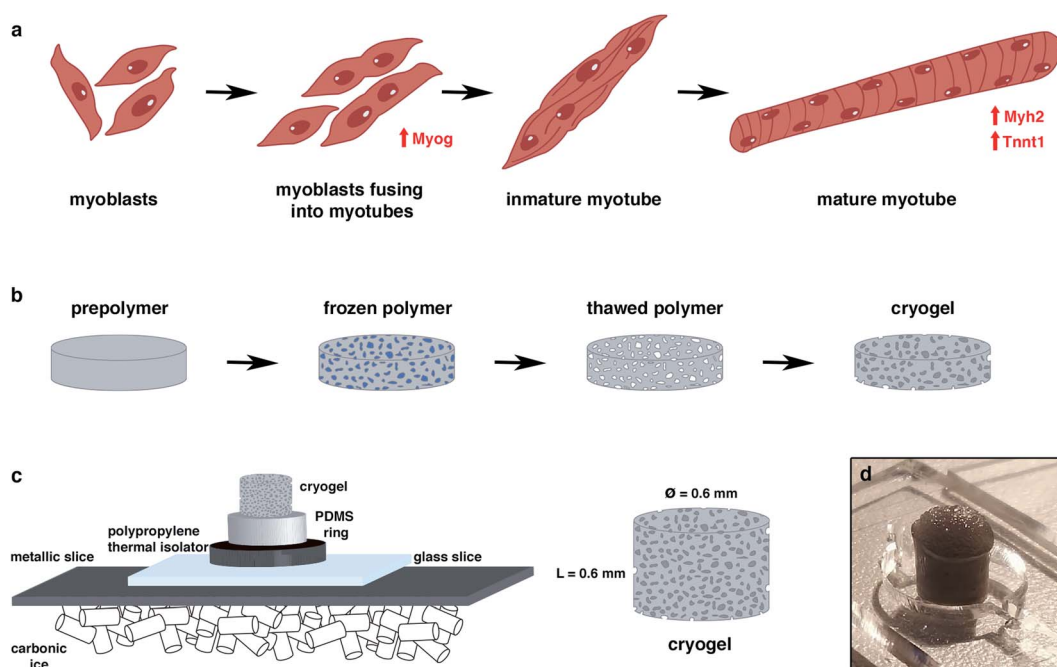 a
↑ Myog
↑ Myh2
↑ Tnnt1
myoblasts
myoblasts fusing
into myotubes
inmature myotube
mature myotube
b
prepolymer
frozen polymer
thawed polymer
cryogel
c
cryogel
PDMS
ring
polypropylene
thermal isolator
metallic slice
glass slice
carbonic
ice
Ø = 0.6 mm
L = 0.6 mm
cryogel
d